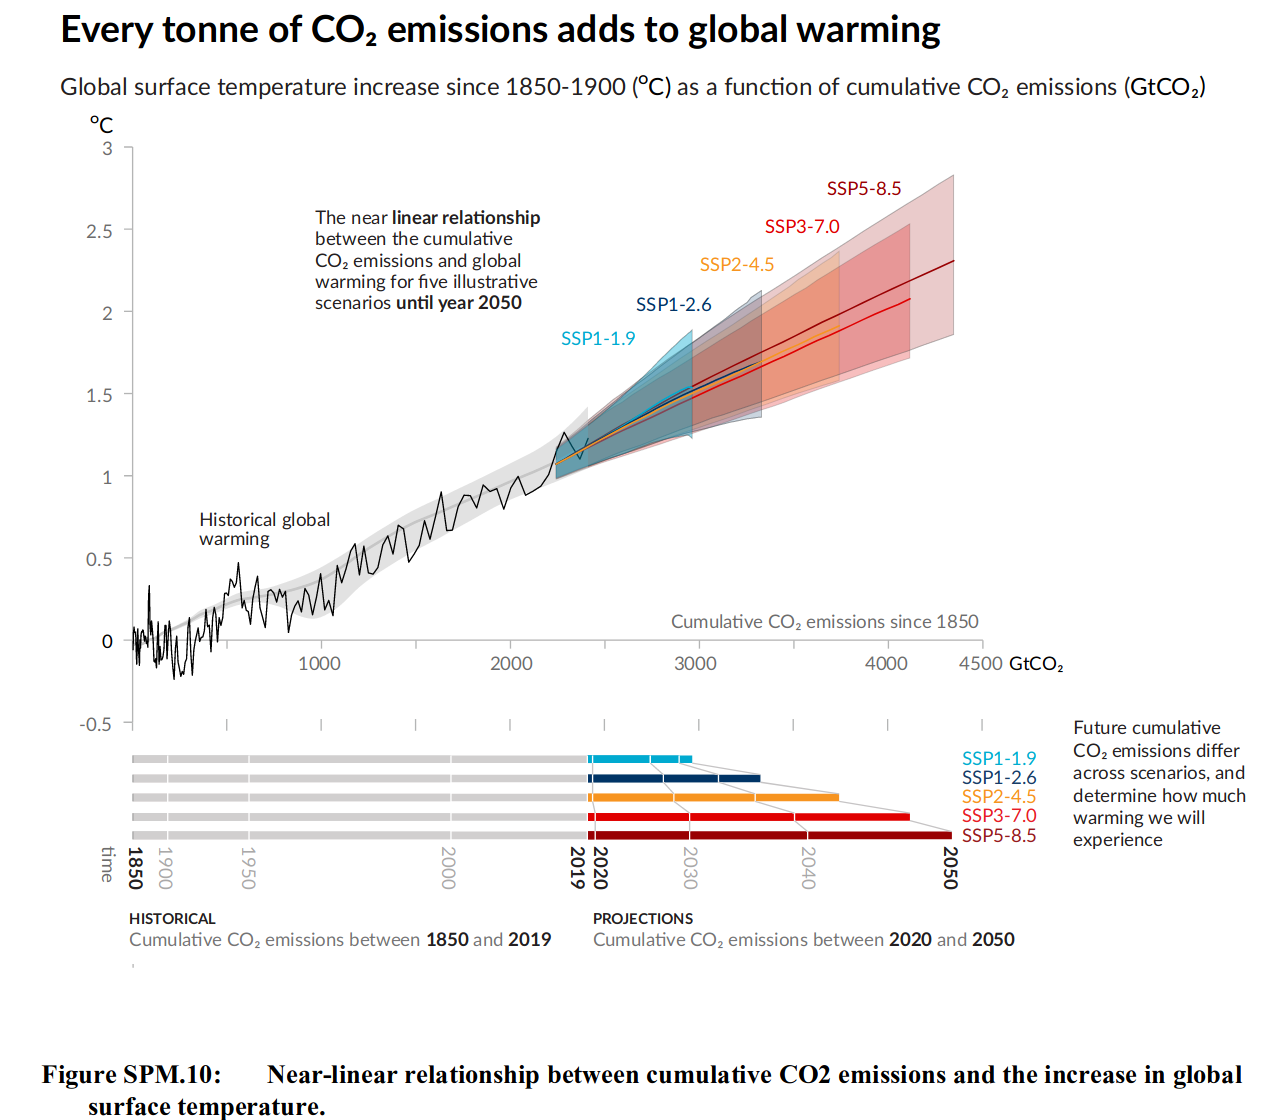 Every tonne of CO₂ emissions adds to global warming
Global surface temperature increase since 1850-1900 (°C) as a function of cumulative CO₂ emissions (GtCO₂)
°C
3
2.5
2
1.5
1
0.5
0
-0.5
The near linear relationship
between the cumulative
CO₂ emissions and global
warming for five illustrative
scenarios until year 2050
SSP5-8.5
SSP3-7.0
SSP2-4.5
SSP1-2.6
SSP1-1.9
Historical global
warming
Cumulative CO₂ emissions since 1850
1000
2000
3000
4000
4500 GtCO₂
Future cumulative
CO₂ emissions differ
across scenarios, and
determine how much
warming we will
experience
SSP1-1.9
SSP1-2.6
SSP2-4.5
SSP3-7.0
SSP5-8.5
time
1850
1900
1950
2000
2019
2020
2030
2040
2050
HISTORICAL
Cumulative CO₂ emissions between 1850 and 2019
PROJECTIONS
Cumulative CO₂ emissions between 2020 and 2050
Figure SPM.10: Near-linear relationship between cumulative CO2 emissions and the increase in global
surface temperature.